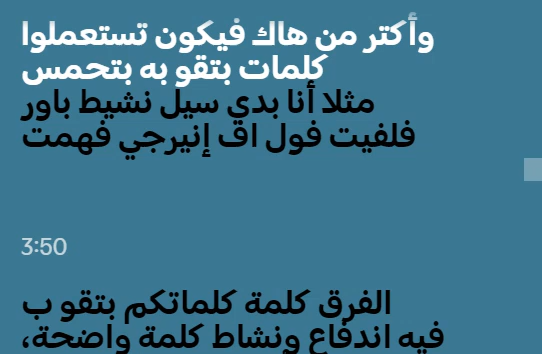 وأكتر من هاك فيكون تستعملوا
كلمات بتقو به بتحمس
مثلا أنا بدي سيل نشيط باور
فلفيت فول اف إنيرجي فهمت
3:50
الفرق كلمة كلماتكم بتقو ب
فيه اندفاع ونشاط كلمة واضحة،